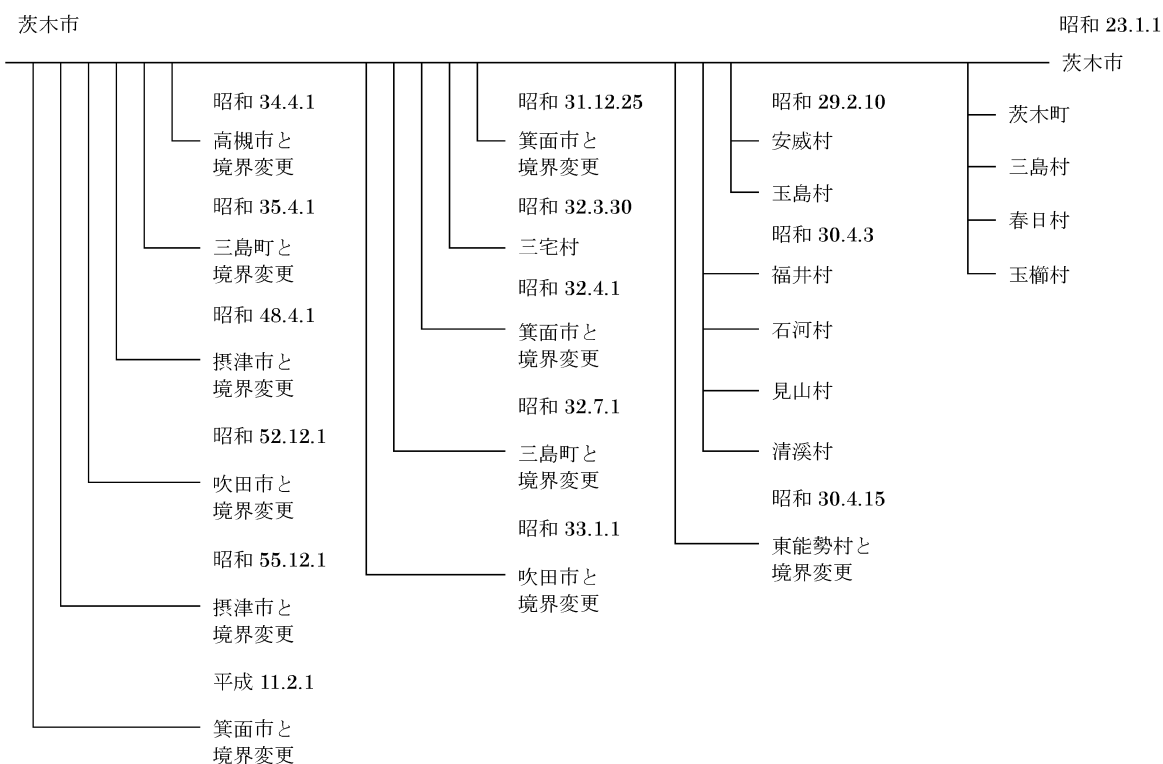 茨木市
昭和 23.1.1
茨木市
茨木町
三島村
春日村
玉櫛村
昭和 29.2.10
安威村
玉島村
昭和 30.4.3
福井村
石河村
見山村
清溪村
昭和 30.4.15
東能勢村と
境界変更
昭和 31.12.25
箕面市と
境界変更
昭和 32.3.30
三宅村
昭和 32.4.1
箕面市と
境界変更
昭和 32.7.1
三島町と
境界変更
昭和 33.1.1
吹田市と
境界変更
昭和 34.4.1
高槻市と
境界変更
昭和 35.4.1
三島町と
境界変更
昭和 48.4.1
摂津市と
境界変更
昭和 52.12.1
吹田市と
境界変更
昭和 55.12.1
摂津市と
境界変更
平成 11.2.1
箕面市と
境界変更